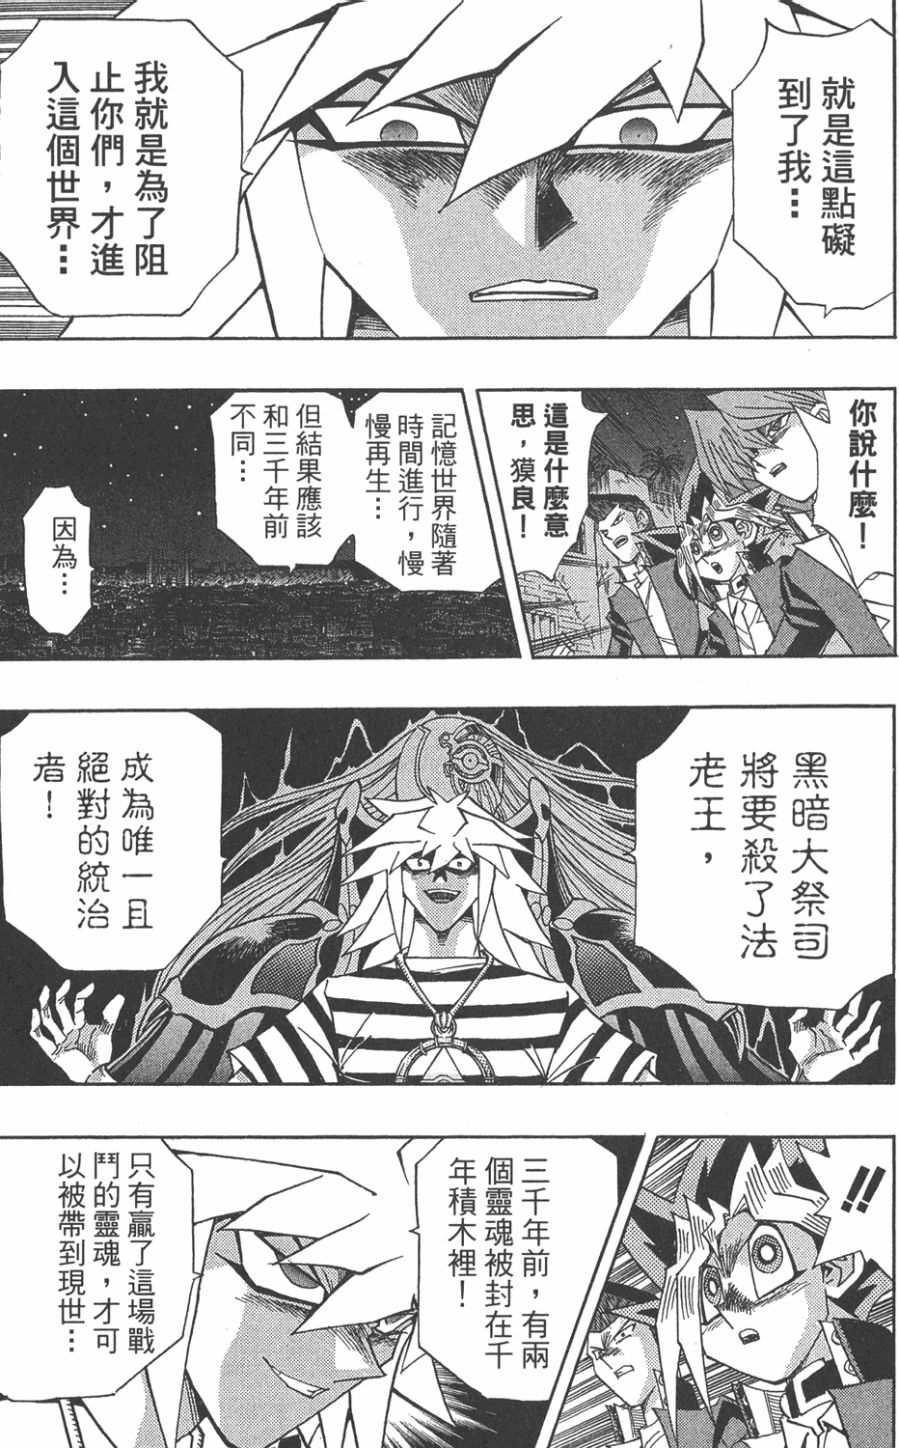 就是這點礙
到了我…
我就是為了阻
止你們，才進
入這個世界…
你說什麼！
這是什麼意
思，獏良！
記憶世界隨著
時間進行，慢
慢再生…
但結果應該
和三千年前
不同…
因為…
黑暗大祭司
將要殺了法
老王，
成為唯一且
絕對的統治
者！
!!
三千年前，有兩
個靈魂被封在千
年積木裡！
只有贏了這場戰
鬥的靈魂，才可
以被帶到現世…